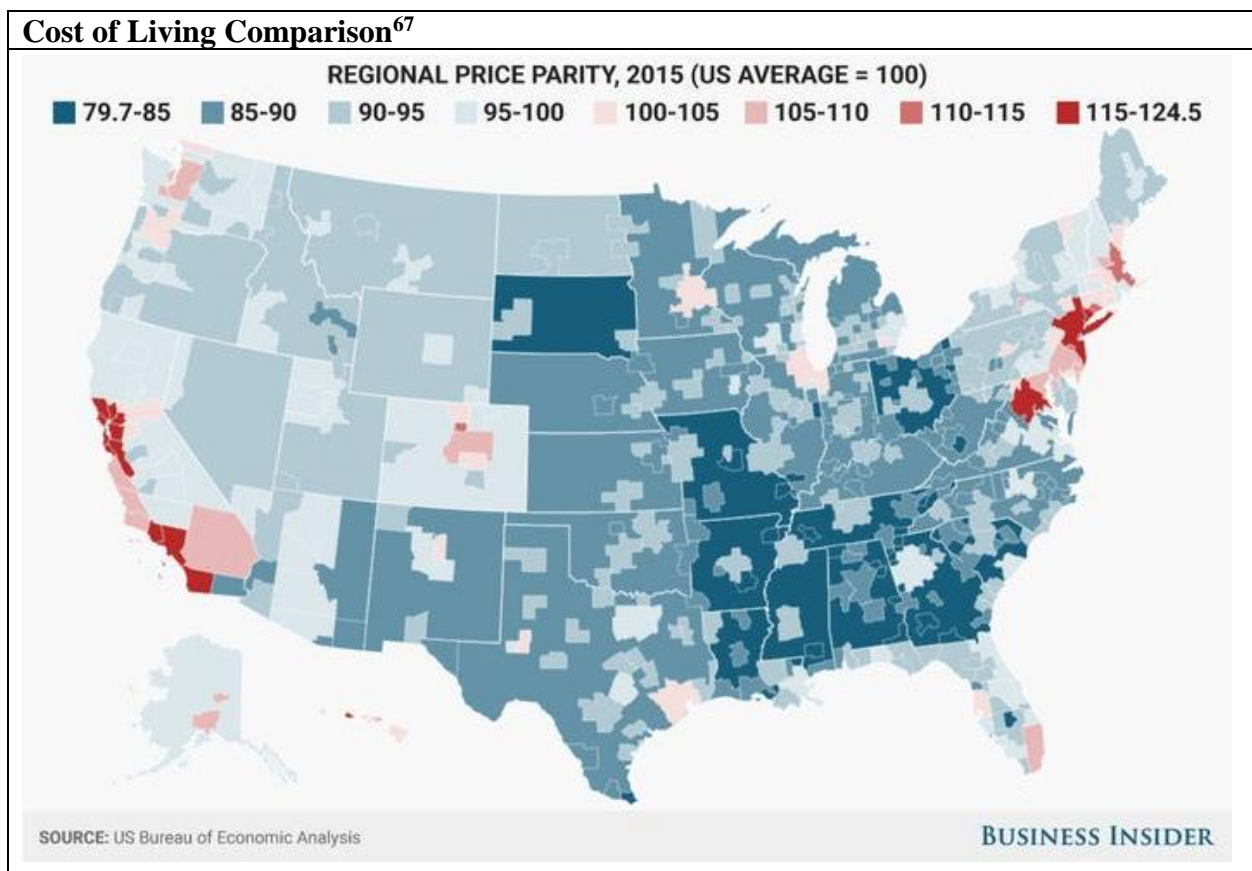 Cost of Living Comparison67
REGIONAL PRICE PARITY, 2015 (US AVERAGE = 100)
79.7-85 85-90 90-95 95-100 100-105 105-110 110-115 115-124.5
SOURCE: US Bureau of Economic Analysis BUSINESS INSIDER